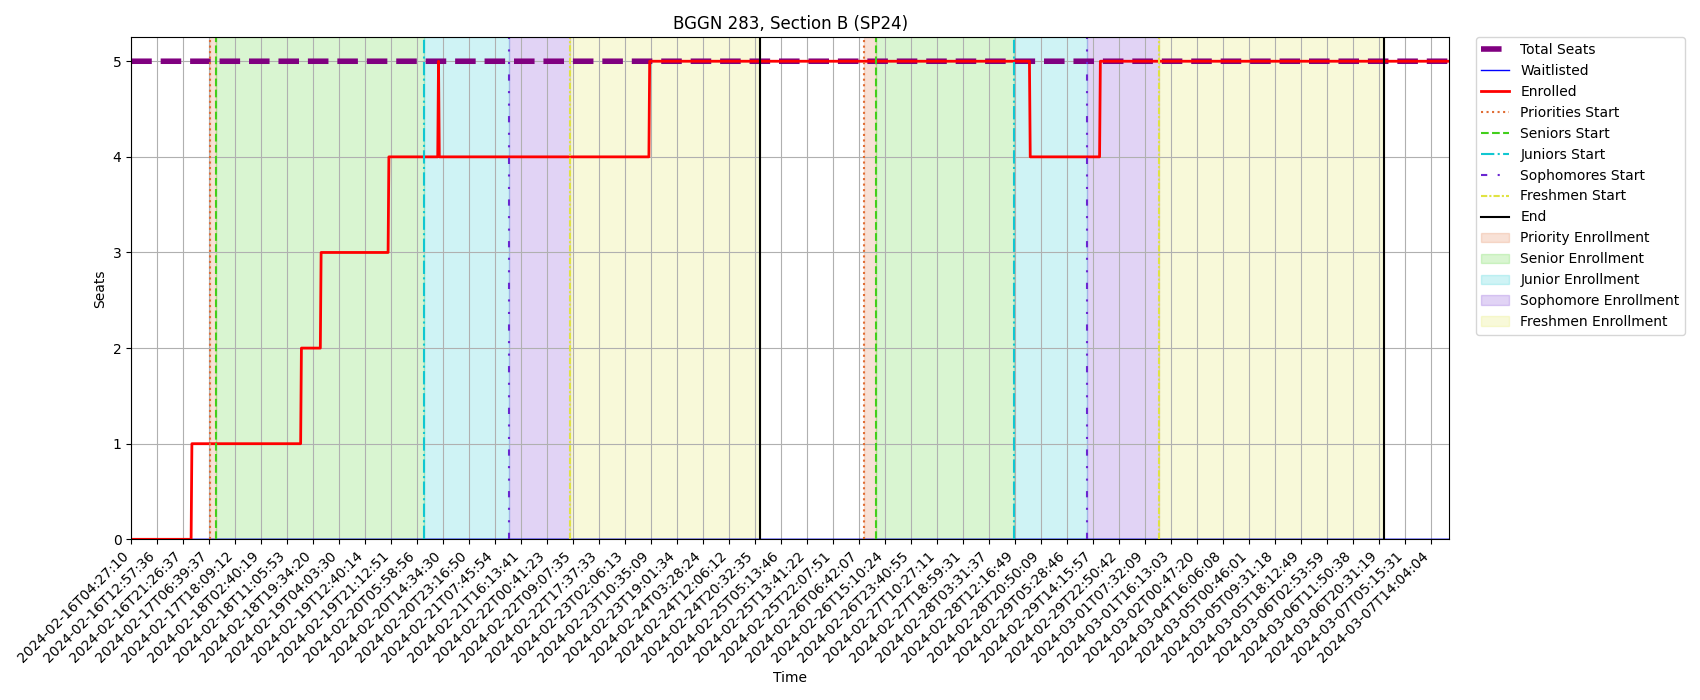 BGGN 283, Section B (SP24)
Seats
5
4
3
2
1
0
2024-02-16T04:27:10
2024-02-16T12:57:36
2024-02-16T21:26:37
2024-02-17T06:39:37
2024-02-17T18:09:12
2024-02-18T02:40:19
2024-02-18T11:05:53
2024-02-18T19:34:20
2024-02-19T04:03:30
2024-02-19T12:40:14
2024-02-19T21:12:51
2024-02-20T05:58:56
2024-02-20T14:34:30
2024-02-20T23:16:50
2024-02-21T07:45:54
2024-02-21T16:13:41
2024-02-22T00:41:23
2024-02-22T09:07:35
2024-02-22T17:37:33
2024-02-23T02:06:13
2024-02-23T10:35:09
2024-02-23T19:01:34
2024-02-24T03:28:24
2024-02-24T12:06:12
2024-02-24T20:32:35
2024-02-25T05:13:46
2024-02-25T13:41:22
2024-02-25T22:07:51
2024-02-26T06:42:07
2024-02-26T15:10:24
2024-02-26T23:40:55
2024-02-27T10:27:11
2024-02-27T18:59:31
2024-02-28T03:31:37
2024-02-28T12:16:49
2024-02-28T20:50:09
2024-02-29T05:28:46
2024-02-29T14:15:57
2024-02-29T22:50:42
2024-03-01T07:32:09
2024-03-01T16:13:03
2024-03-02T00:47:20
2024-03-04T16:06:08
2024-03-05T00:46:01
2024-03-05T09:31:18
2024-03-05T18:12:49
2024-03-06T02:53:59
2024-03-06T11:50:38
2024-03-06T20:31:19
2024-03-07T05:15:31
2024-03-07T14:04:04
Time
Total Seats
Waitlisted
Enrolled
Priorities Start
Seniors Start
Juniors Start
Sophomores Start
Freshmen Start
End
Priority Enrollment
Senior Enrollment
Junior Enrollment
Sophomore Enrollment
Freshmen Enrollment